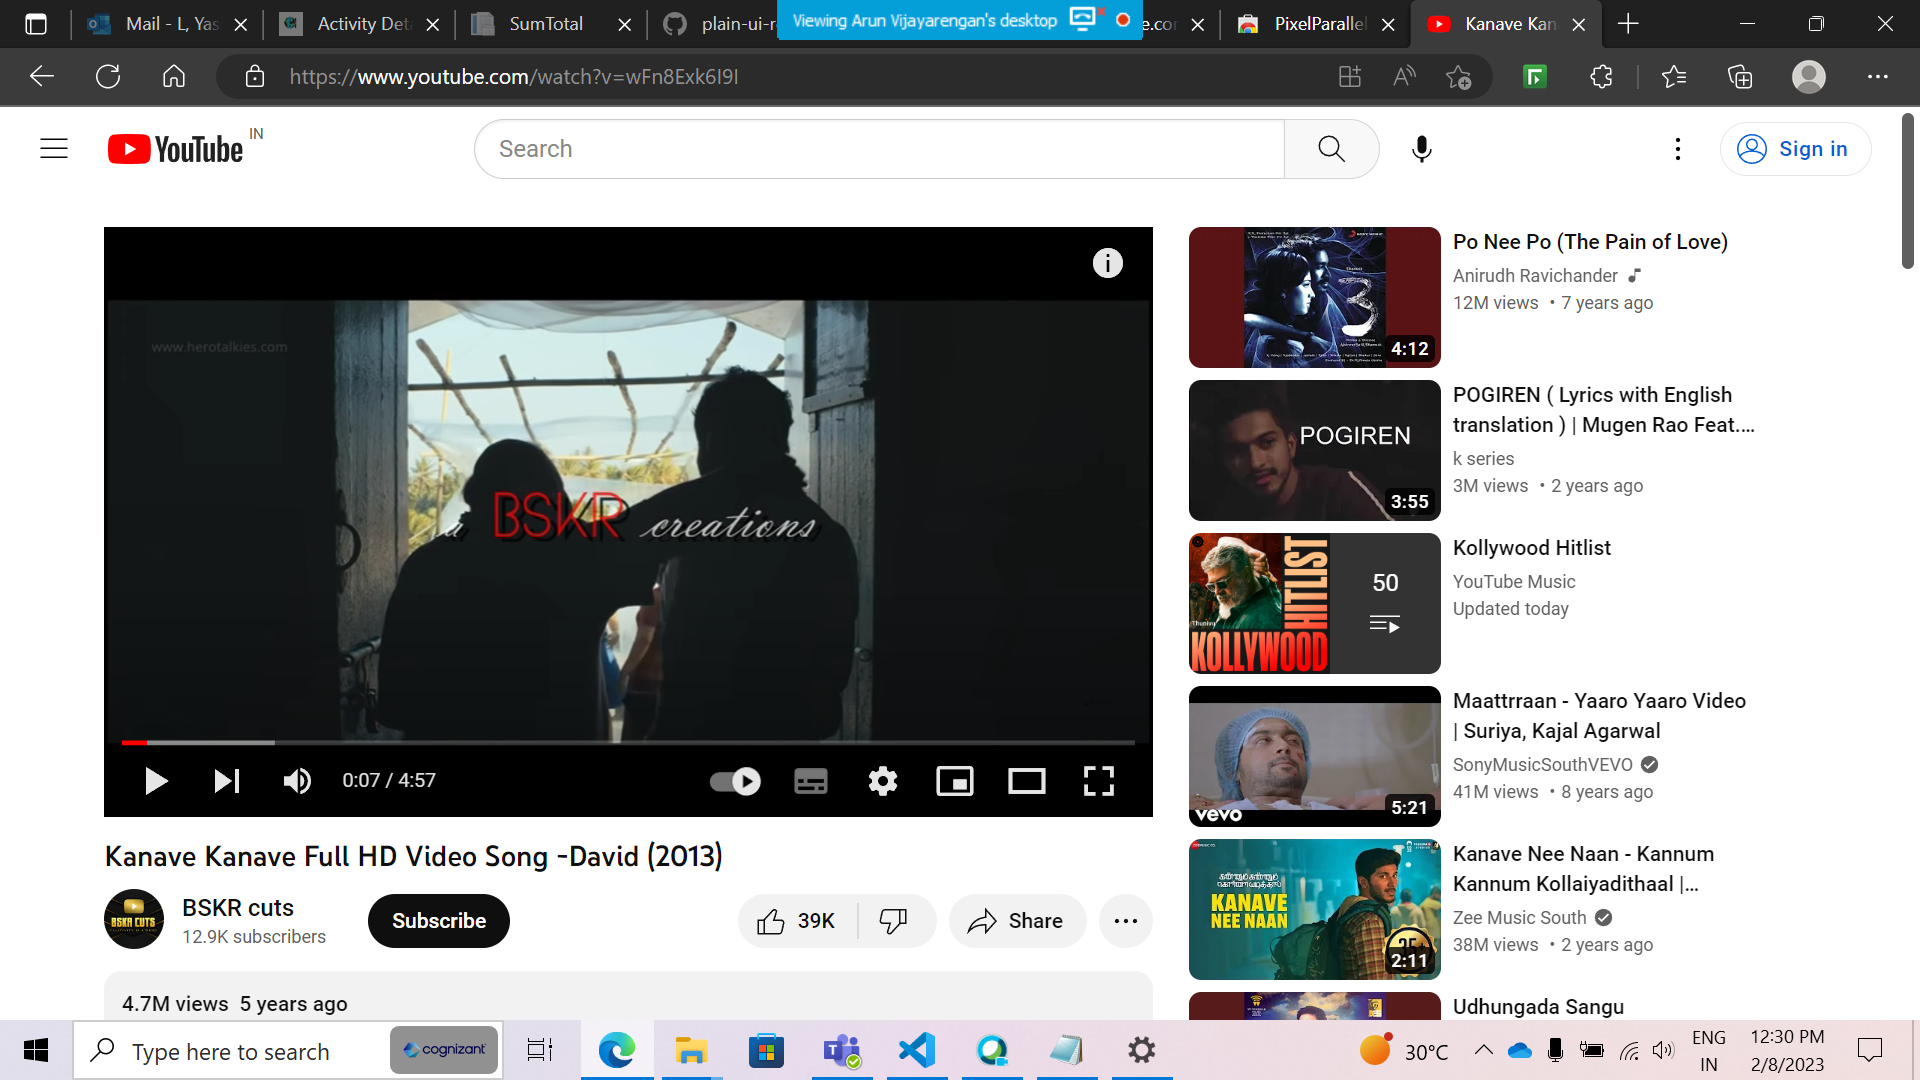 Mail - L, Yas
Activity Deta
SumTotal
plain-ui-r
Viewing Arun Vijayarengan's desktop
e.cor
PixelParallel
Kanave Kan
https://www.youtube.com/watch?v=wFn8Exk6I9I
YouTube IN
Search
Sign in
www.herotalkies.com
a BSKR creations
0:07 / 4:57
Kanave Kanave Full HD Video Song -David (2013)
BSKR CUTS
BSKR cuts
12.9K subscribers
Subscribe
39K
Share
4.7M views 5 years ago
3
4:12
Po Nee Po (The Pain of Love)
Anirudh Ravichander
12M views • 7 years ago
POGIREN
3:55
POGIREN ( Lyrics with English
translation ) | Mugen Rao Feat....
k series
3M views • 2 years ago
Thunivu
HITLIST
KOLLYWOOD
50
Kollywood Hitlist
YouTube Music
Updated today
vevo
5:21
Maattrraan - Yaaro Yaaro Video
| Suriya, Kajal Agarwal
SonyMusicSouthVEVO
41M views • 8 years ago
KANAVE
NEE NAAN
2:11
Kanave Nee Naan - Kannum
Kannum Kollaiyadithaal |...
Zee Music South
38M views • 2 years ago
Udhungada Sangu
Type here to search
cognizant
30°C
ENG
IN
12:30 PM
2/8/2023